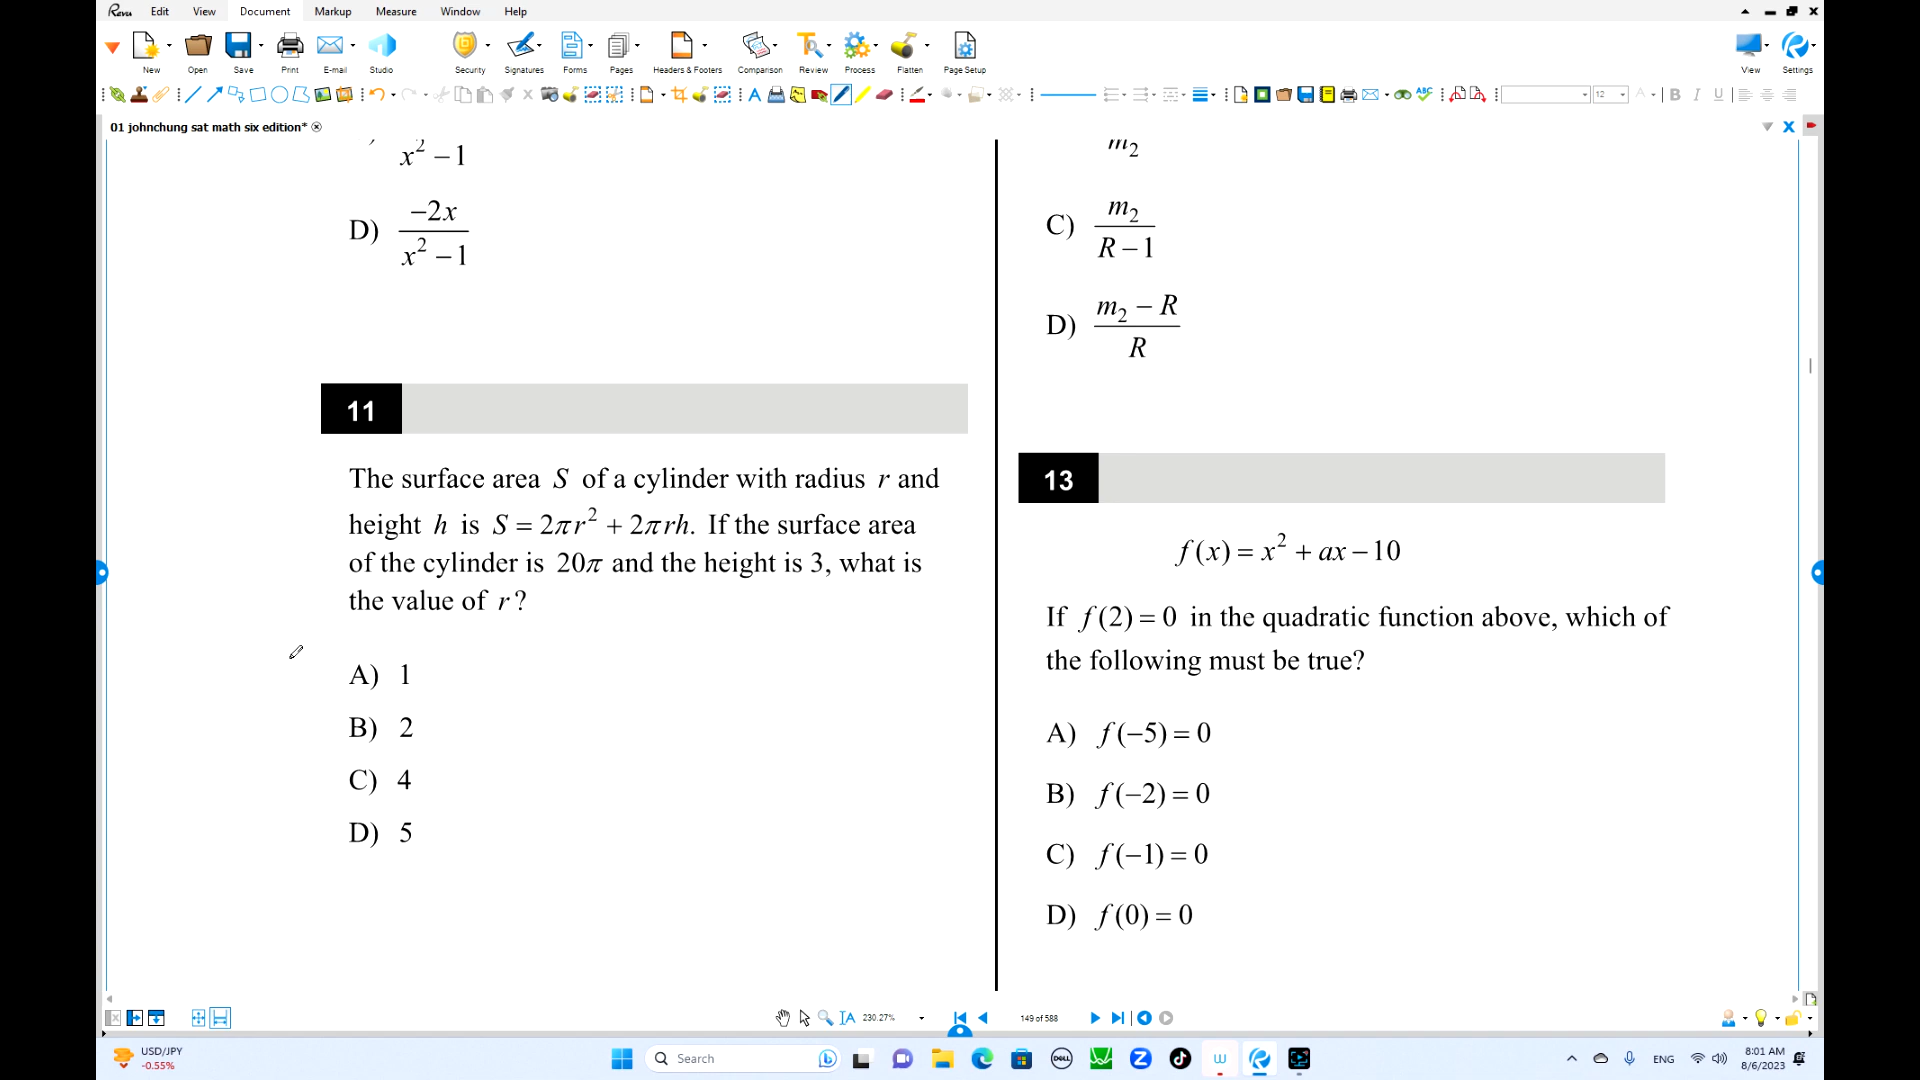 Revu Edit View Document Markup Measure Window Help
New Open Save Print E-mail Studio Security Signatures Forms Pages Headers & Footers Comparison Review Process Flatten Page Setup View Settings
12
01 johnchung sat math six edition*
x² − 1
D) −2x / x² − 1
11
The surface area S of a cylinder with radius r and
height h is S = 2πr² + 2πrh. If the surface area
of the cylinder is 20π and the height is 3, what is
the value of r?
A) 1
B) 2
C) 4
D) 5
m₂
C) m₂ / R − 1
D) m₂ − R / R
13
f(x) = x² + ax − 10
If f(2) = 0 in the quadratic function above, which of
the following must be true?
A) f(−5) = 0
B) f(−2) = 0
C) f(−1) = 0
D) f(0) = 0
230.27%
149 of 588
USD/JPY
-0.55%
Search
DELL
ENG
8:01 AM
8/6/2023